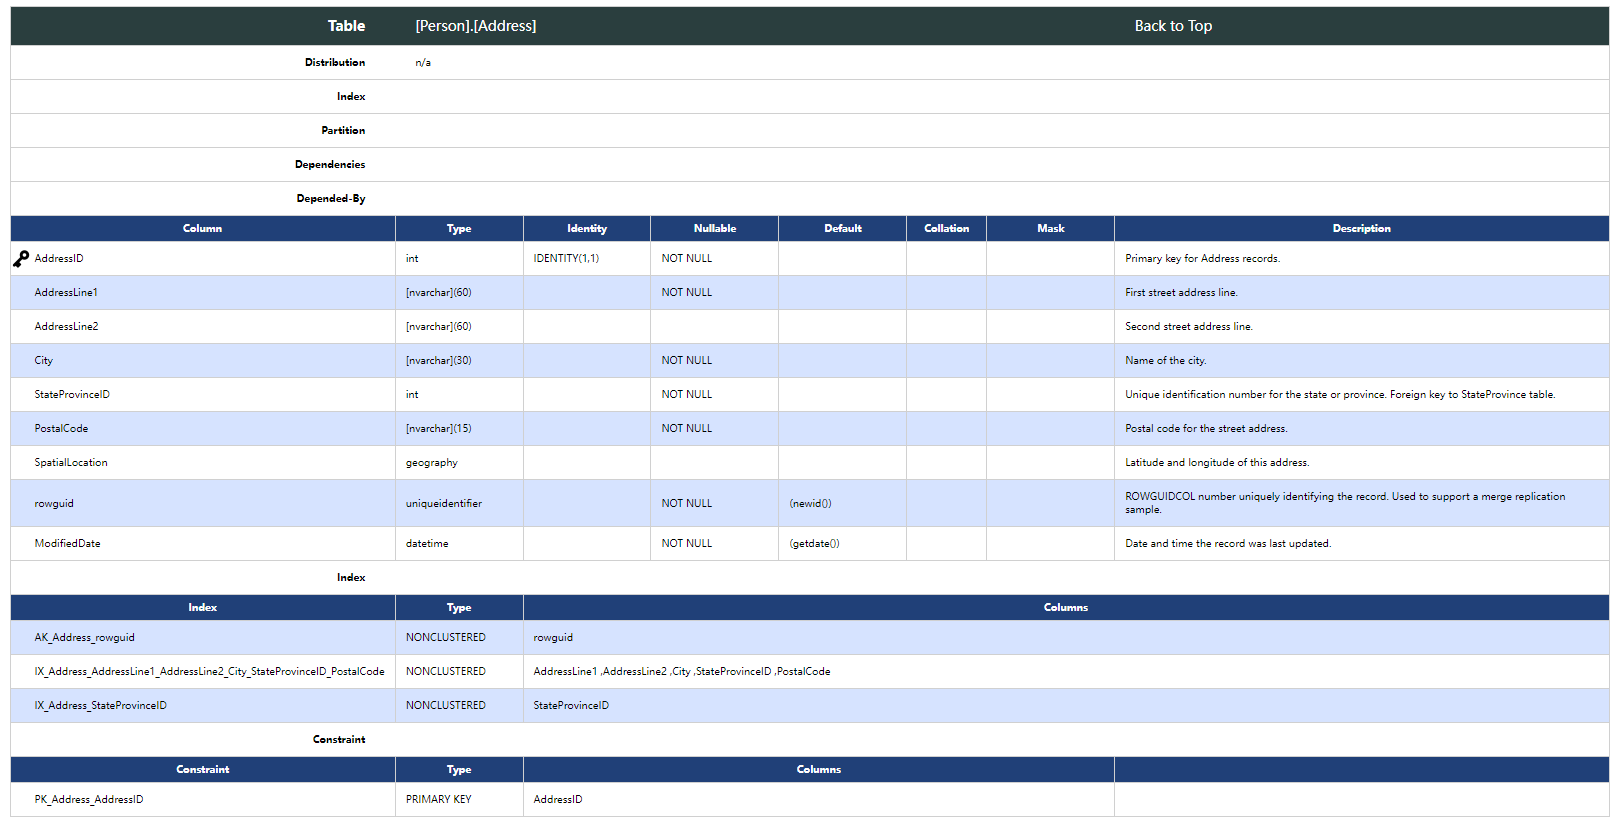 Table [Person].[Address] Back to Top
Distribution n/a
Index
Partition
Dependencies
Depended-By
Column Type Identity Nullable Default Collation Mask Description
AddressID int IDENTITY(1,1) NOT NULL Primary key for Address records.
AddressLine1 [nvarchar](60) NOT NULL First street address line.
AddressLine2 [nvarchar](60) Second street address line.
City [nvarchar](30) NOT NULL Name of the city.
StateProvinceID int NOT NULL Unique identification number for the state or province. Foreign key to StateProvince table.
PostalCode [nvarchar](15) NOT NULL Postal code for the street address.
SpatialLocation geography Latitude and longitude of this address.
rowguid uniqueidentifier NOT NULL (newid()) ROWGUIDCOL number uniquely identifying the record. Used to support a merge replication
sample.
ModifiedDate datetime NOT NULL (getdate()) Date and time the record was last updated.
Index
Index Type Columns
AK_Address_rowguid NONCLUSTERED rowguid
IX_Address_AddressLine1_AddressLine2_City_StateProvinceID_PostalCode NONCLUSTERED AddressLine1 ,AddressLine2 ,City ,StateProvinceID ,PostalCode
IX_Address_StateProvinceID NONCLUSTERED StateProvinceID
Constraint
Constraint Type Columns
PK_Address_AddressID PRIMARY KEY AddressID